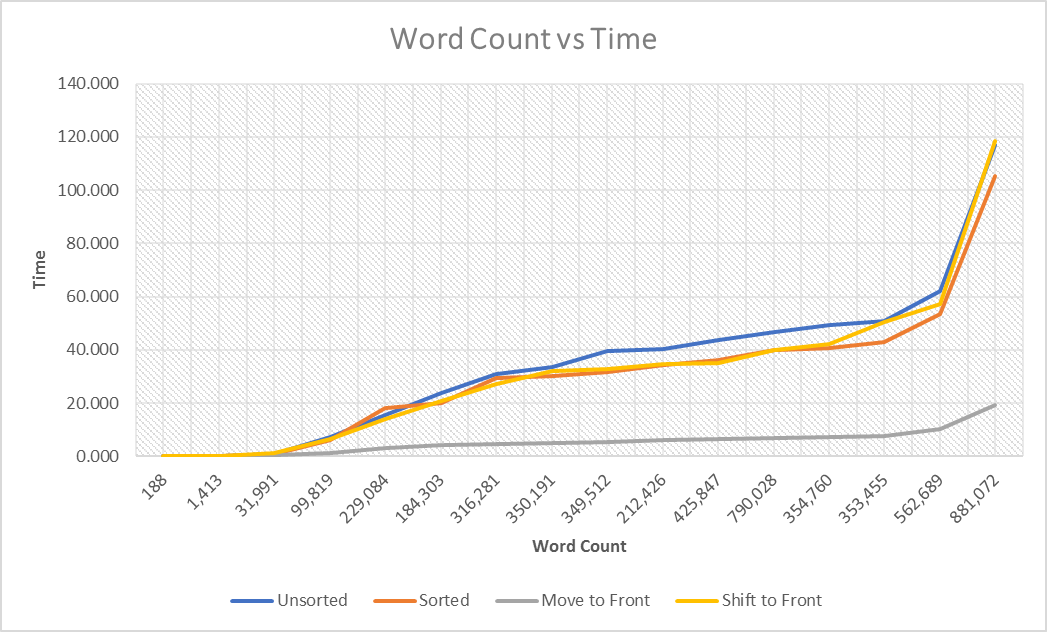 Word Count vs Time
140.000
120.000
100.000
80.000
60.000
40.000
20.000
0.000
Time
188 1,413 31,991 99,819 229,084 184,303 316,281 350,191 349,512 212,426 425,847 790,028 354,760 353,455 562,689 881,072
Word Count
Unsorted Sorted Move to Front Shift to Front